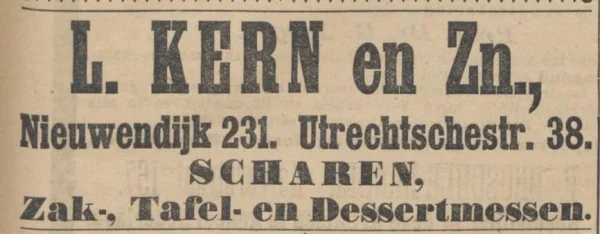 L. KERN en Zn.,
Nieuwendijk 231. Utrechtschestr. 38.
SCHAREN,
Zak-, Tafel- en Dessertmessen.